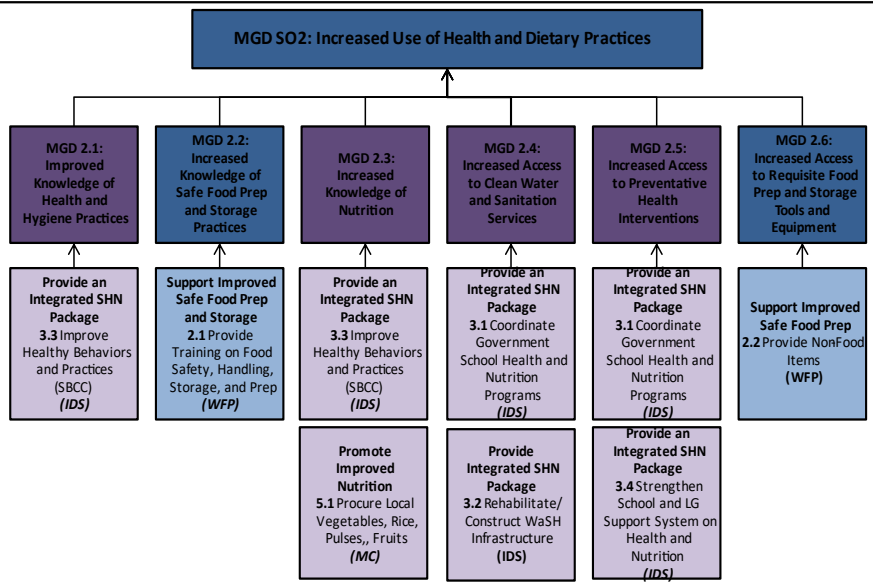 MGD SO2: Increased Use of Health and Dietary Practices
MGD 2.1:
Improved
Knowledge of
Health and
Hygiene Practices
MGD 2.2:
Increased
Knowledge of
Safe Food Prep
and Storage
Practices
MGD 2.3:
Increased
Knowledge of
Nutrition
MGD 2.4:
Increased Access
to Clean Water
and Sanitation
Services
MGD 2.5:
Increased Access
to Preventative
Health
Interventions
MGD 2.6:
Increased Access
to Requisite Food
Prep and Storage
Tools and
Equipment
Provide an
Integrated SHN
Package
3.3 Improve
Healthy Behaviors
and Practices
(SBCC)
(IDS)
Support Improved
Safe Food Prep
and Storage
2.1 Provide
Training on Food
Safety, Handling,
Storage, and Prep
(WFP)
Provide an
Integrated SHN
Package
3.3 Improve
Healthy Behaviors
and Practices
(SBCC)
(IDS)
Provide an
Integrated SHN
Package
3.1 Coordinate
Government
School Health and
Nutrition
Programs
(IDS)
Provide an
Integrated SHN
Package
3.1 Coordinate
Government
School Health and
Nutrition
Programs
(IDS)
Support Improved
Safe Food Prep
2.2 Provide NonFood
Items
(WFP)
Promote
Improved
Nutrition
5.1 Procure Local
Vegetables, Rice,
Pulses,, Fruits
(MC)
Provide
Integrated SHN
Package
3.2 Rehabilitate/
Construct WaSH
Infrastructure
(IDS)
Provide an
Integrated SHN
Package
3.4 Strengthen
School and LG
Support System on
Health and
Nutrition
(IDS)